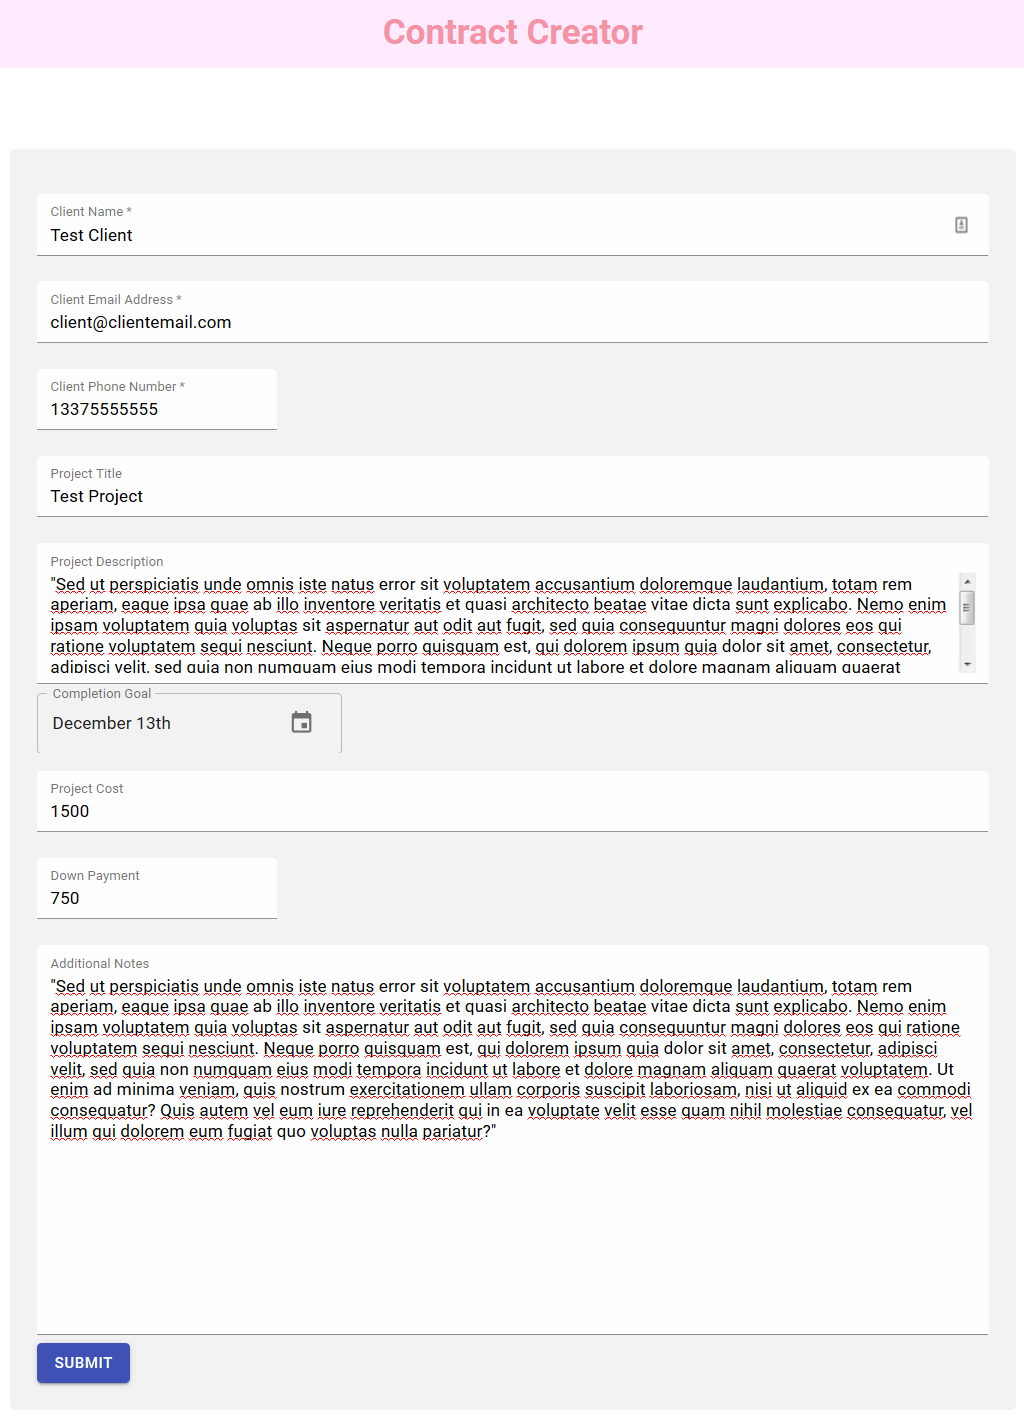 Contract Creator
Client Name *
Test Client
Client Email Address *
client@clientemail.com
Client Phone Number *
13375555555
Project Title
Test Project
Project Description
"Sed ut perspiciatis unde omnis iste natus error sit voluptatem accusantium doloremque laudantium, totam rem
aperiam, eaque ipsa quae ab illo inventore veritatis et quasi architecto beatae vitae dicta sunt explicabo. Nemo enim
ipsam voluptatem quia voluptas sit aspernatur aut odit aut fugit, sed quia consequuntur magni dolores eos qui
ratione voluptatem sequi nesciunt. Neque porro quisquam est, qui dolorem ipsum quia dolor sit amet, consectetur,
adipisci velit, sed quia non numquam eius modi tempora incidunt ut labore et dolore magnam aliquam quaerat
Completion Goal
December 13th
Project Cost
1500
Down Payment
750
Additional Notes
"Sed ut perspiciatis unde omnis iste natus error sit voluptatem accusantium doloremque laudantium, totam rem
aperiam, eaque ipsa quae ab illo inventore veritatis et quasi architecto beatae vitae dicta sunt explicabo. Nemo enim
ipsam voluptatem quia voluptas sit aspernatur aut odit aut fugit, sed quia consequuntur magni dolores eos qui ratione
voluptatem sequi nesciunt. Neque porro quisquam est, qui dolorem ipsum quia dolor sit amet, consectetur, adipisci
velit, sed quia non numquam eius modi tempora incidunt ut labore et dolore magnam aliquam quaerat voluptatem. Ut
enim ad minima veniam, quis nostrum exercitationem ullam corporis suscipit laboriosam, nisi ut aliquid ex ea commodi
consequatur? Quis autem vel eum iure reprehenderit qui in ea voluptate velit esse quam nihil molestiae consequatur, vel
illum qui dolorem eum fugiat quo voluptas nulla pariatur?"
SUBMIT